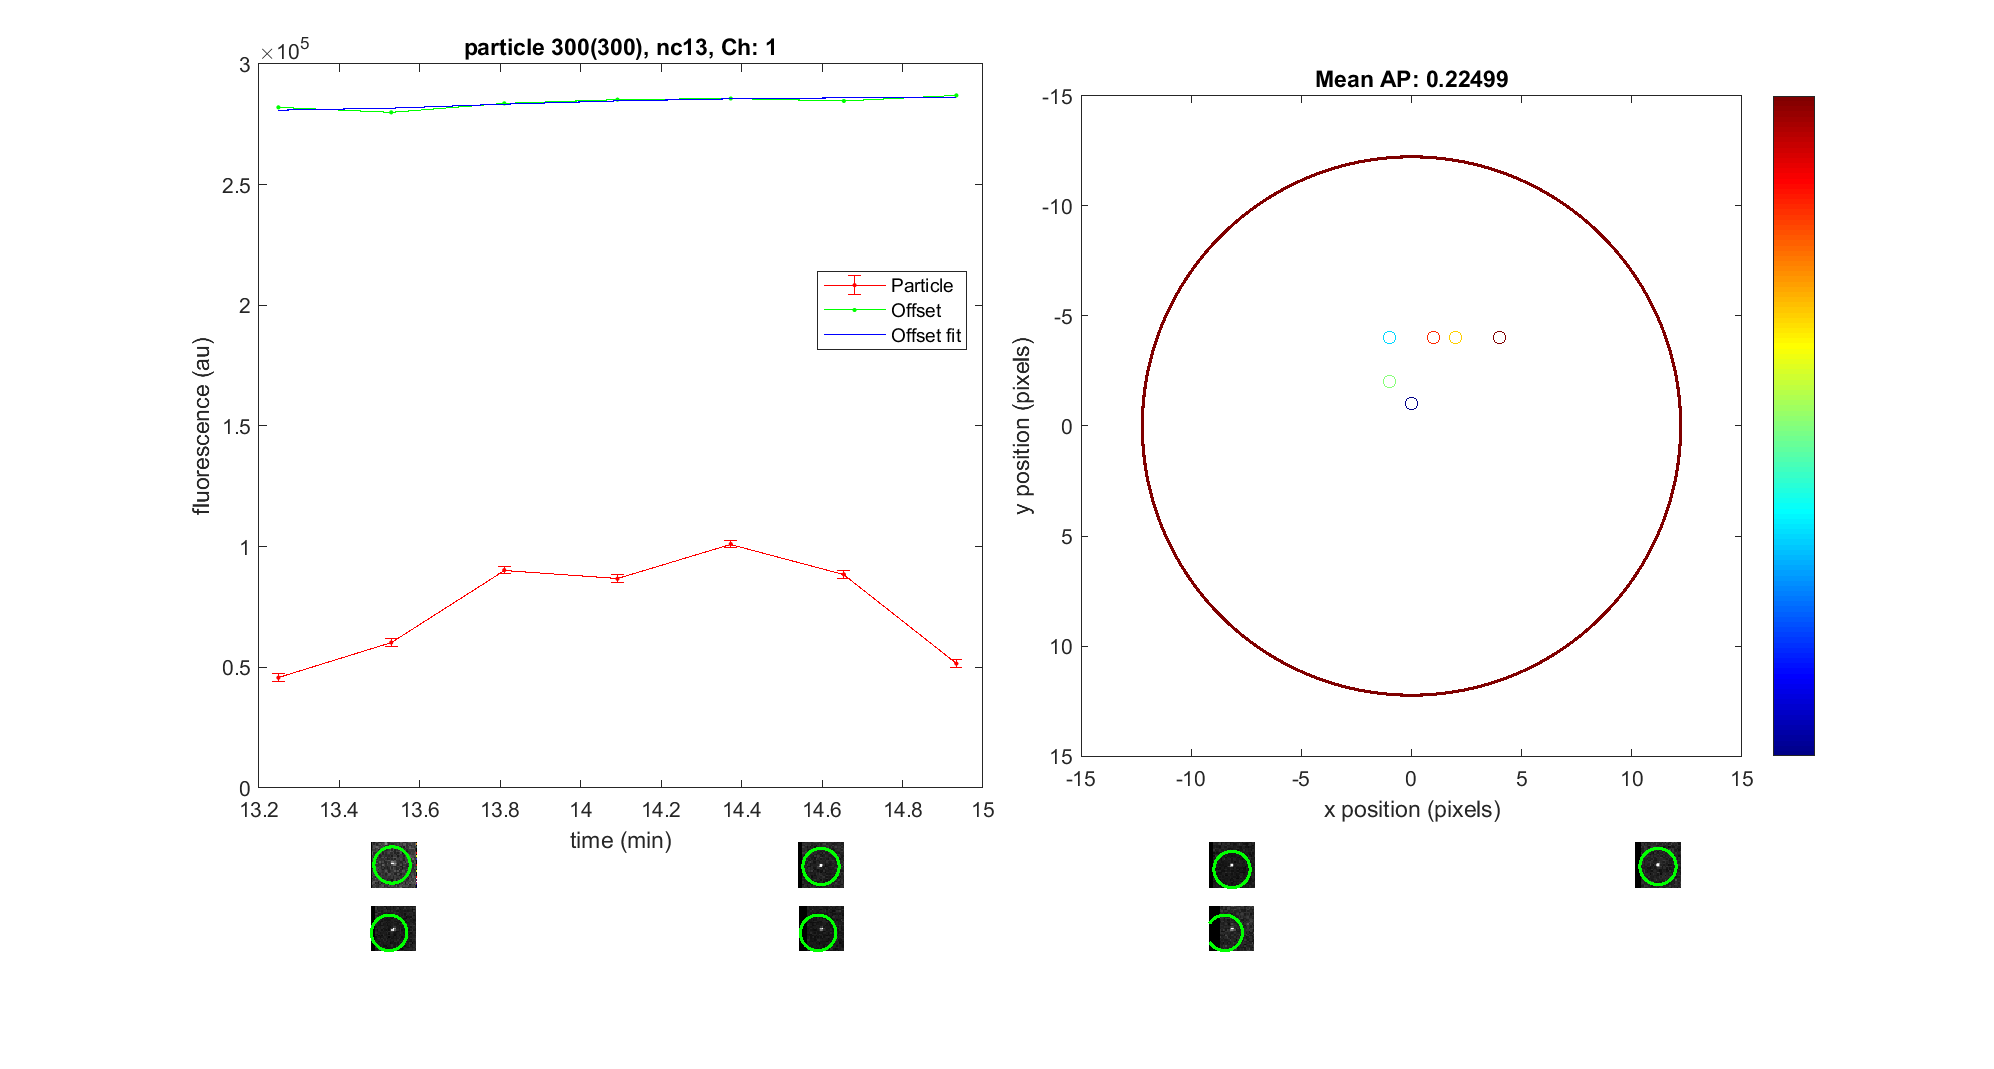 particle 300(300), nc13, Ch: 1
×10^5
3
2.5
2
1.5
1
0.5
0
fluorescence (au)
13.2 13.4 13.6 13.8 14 14.2 14.4 14.6 14.8 15
time (min)
Particle
Offset
Offset fit
Mean AP: 0.22499
-15
-10
-5
0
5
10
15
y position (pixels)
-15 -10 -5 0 5 10 15
x position (pixels)